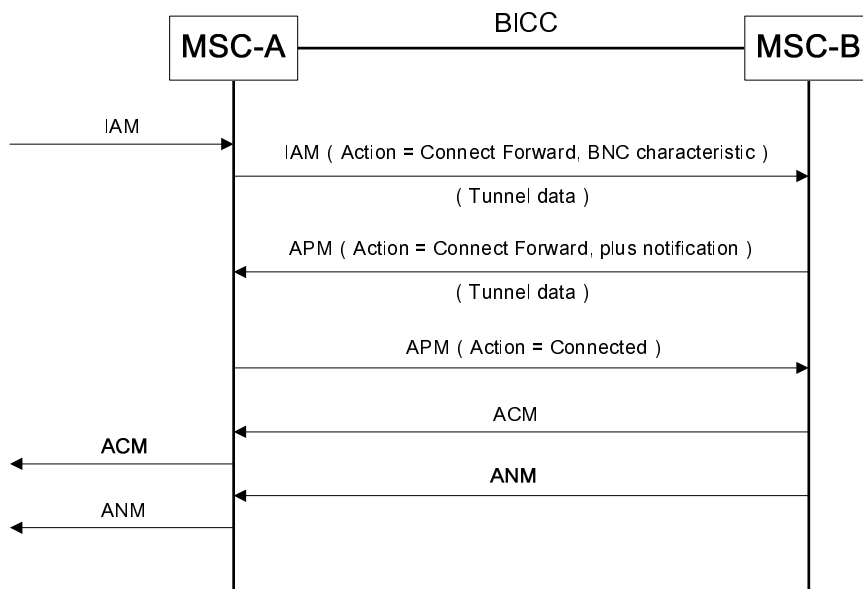 BICC
MSC-A
MSC-B
IAM
IAM ( Action = Connect Forward, BNC characteristic )
( Tunnel data )
APM ( Action = Connect Forward, plus notification )
( Tunnel data )
APM ( Action = Connected )
ACM
ACM
ANM
ANM